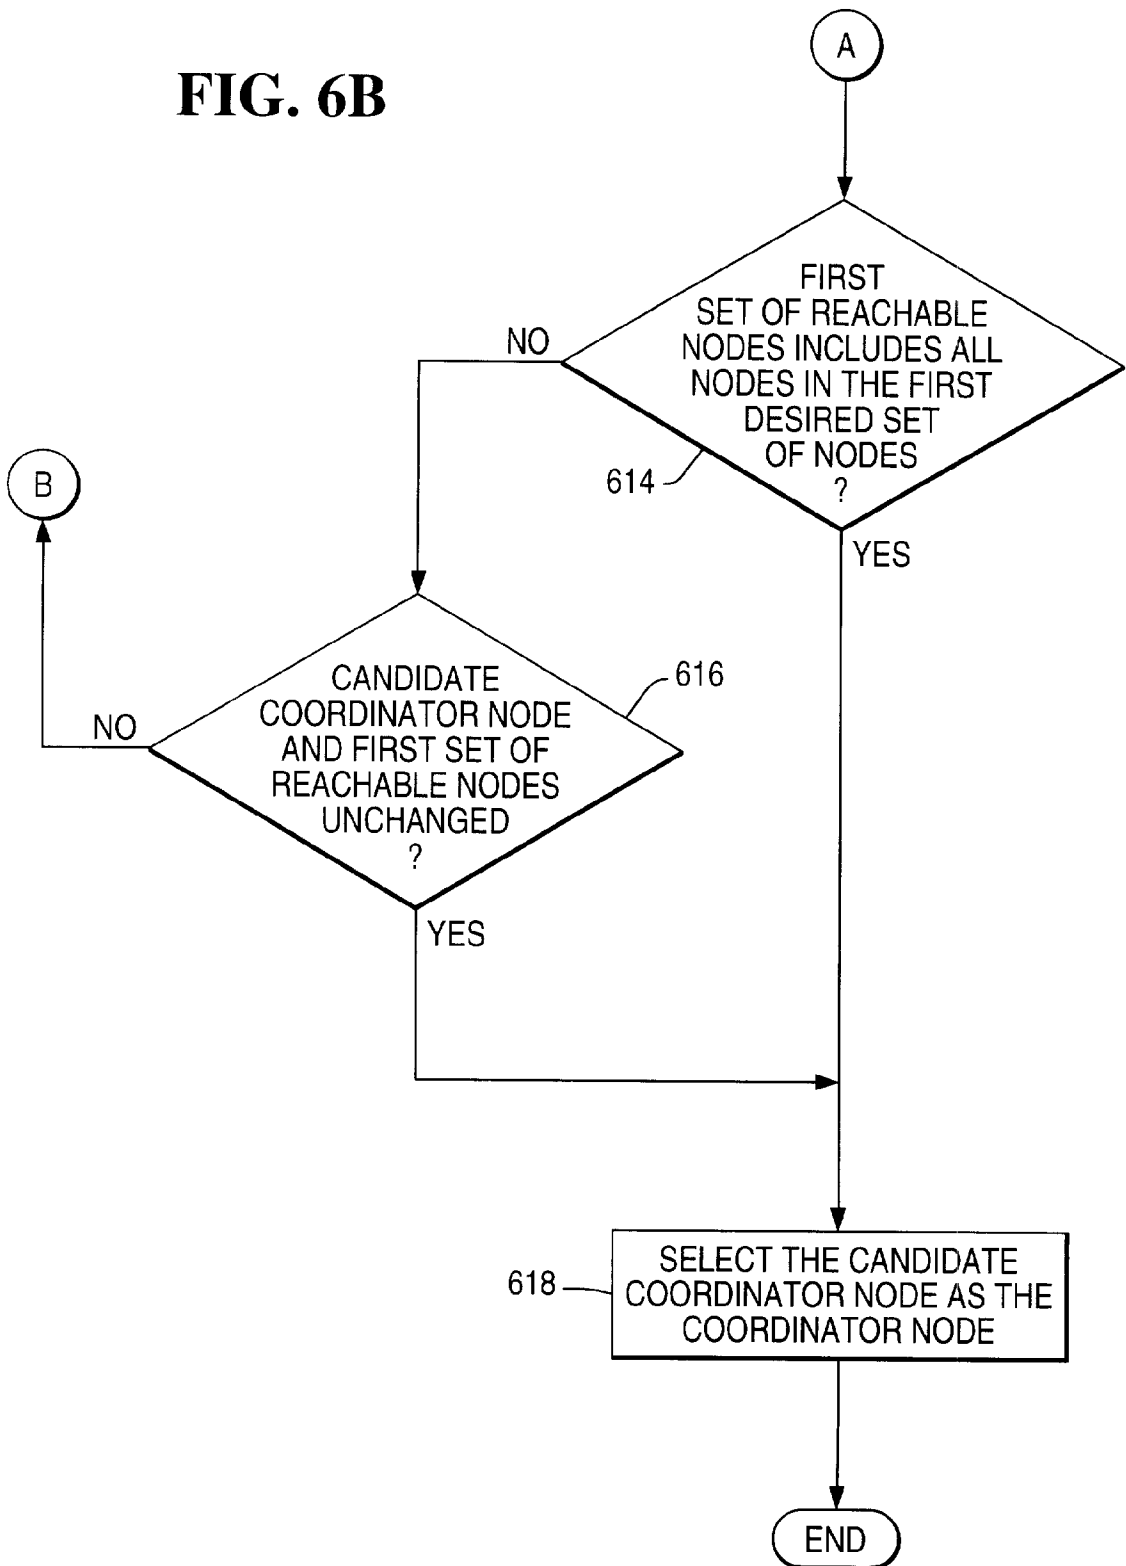 A
FIG. 6B
FIRST
SET OF REACHABLE
NODES INCLUDES ALL
NODES IN THE FIRST
DESIRED SET
OF NODES
?
NO
614
YES
B
CANDIDATE
COORDINATOR NODE
AND FIRST SET OF
REACHABLE NODES
UNCHANGED
?
616
NO
YES
SELECT THE CANDIDATE
COORDINATOR NODE AS THE
COORDINATOR NODE
618
END